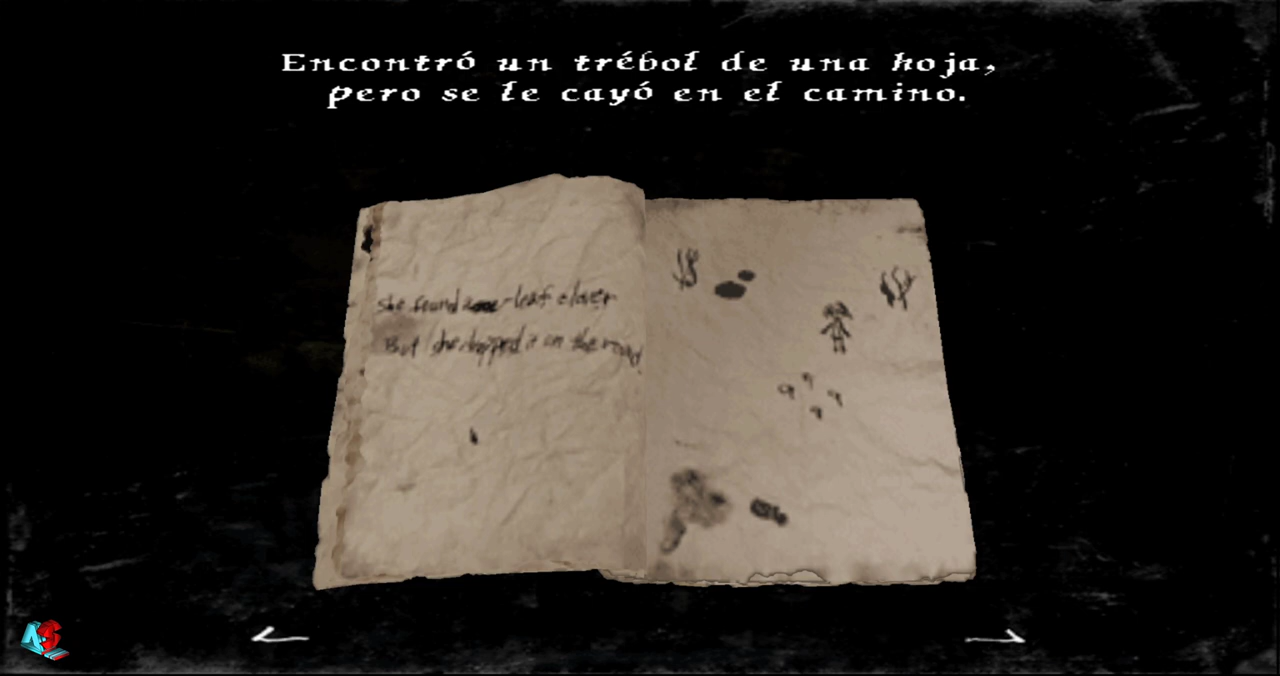 Encontró un trébol de una hoja,
pero se le cayó en el camino.
She found a one-leaf clover
But she dropped it on the road